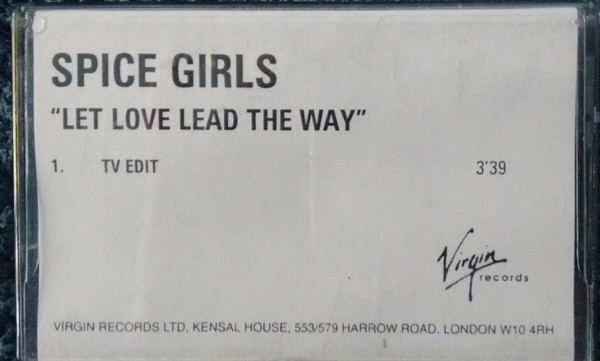 SPICE GIRLS
"LET LOVE LEAD THE WAY"
1. TV EDIT 3'39
Virgin
records
VIRGIN RECORDS LTD, KENSAL HOUSE, 553/579 HARROW ROAD. LONDON W10 4RH